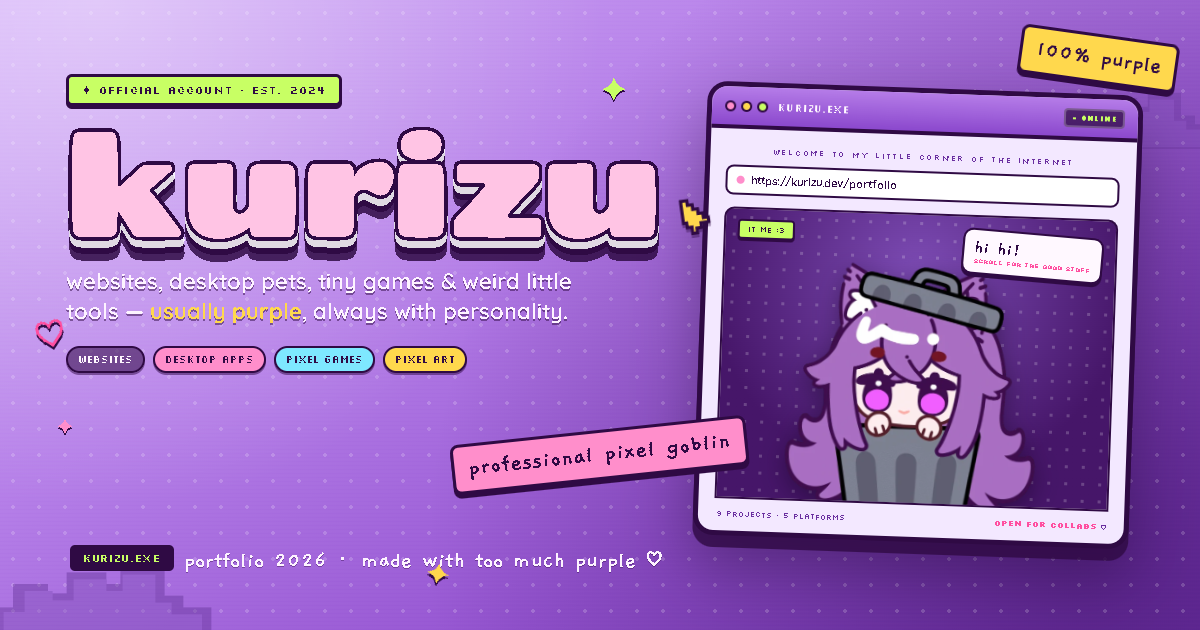 ✦ OFFICIAL ACCOUNT · EST. 2024
kurizu
websites, desktop pets, tiny games & weird little
tools — usually purple, always with personality.
WEBSITES
DESKTOP APPS
PIXEL GAMES
PIXEL ART
professional pixel goblin
KURIZU.EXE
portfolio 2026 · made with too much purple ♡
100% purple
KURIZU.EXE
• ONLINE
WELCOME TO MY LITTLE CORNER OF THE INTERNET
https://kurizu.dev/portfolio
IT ME :3
hi hi!
SCROLL FOR THE GOOD STUFF
9 PROJECTS · 5 PLATFORMS
OPEN FOR COLLABS ♡